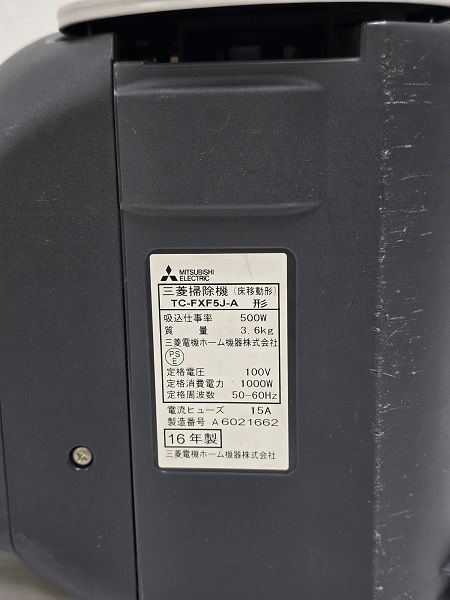 MITSUBISHI
ELECTRIC
三菱掃除機(床移動形)
TC-FXF5J-A 形
吸込仕事率 500W
質量 3.6kg
三菱電機ホーム機器株式会社
PS
E
定格電圧 100V
定格消費電力 1000W
定格周波数 50-60Hz
電流ヒューズ 15A
製造番号 A6021662
16年製
三菱電機ホーム機器株式会社